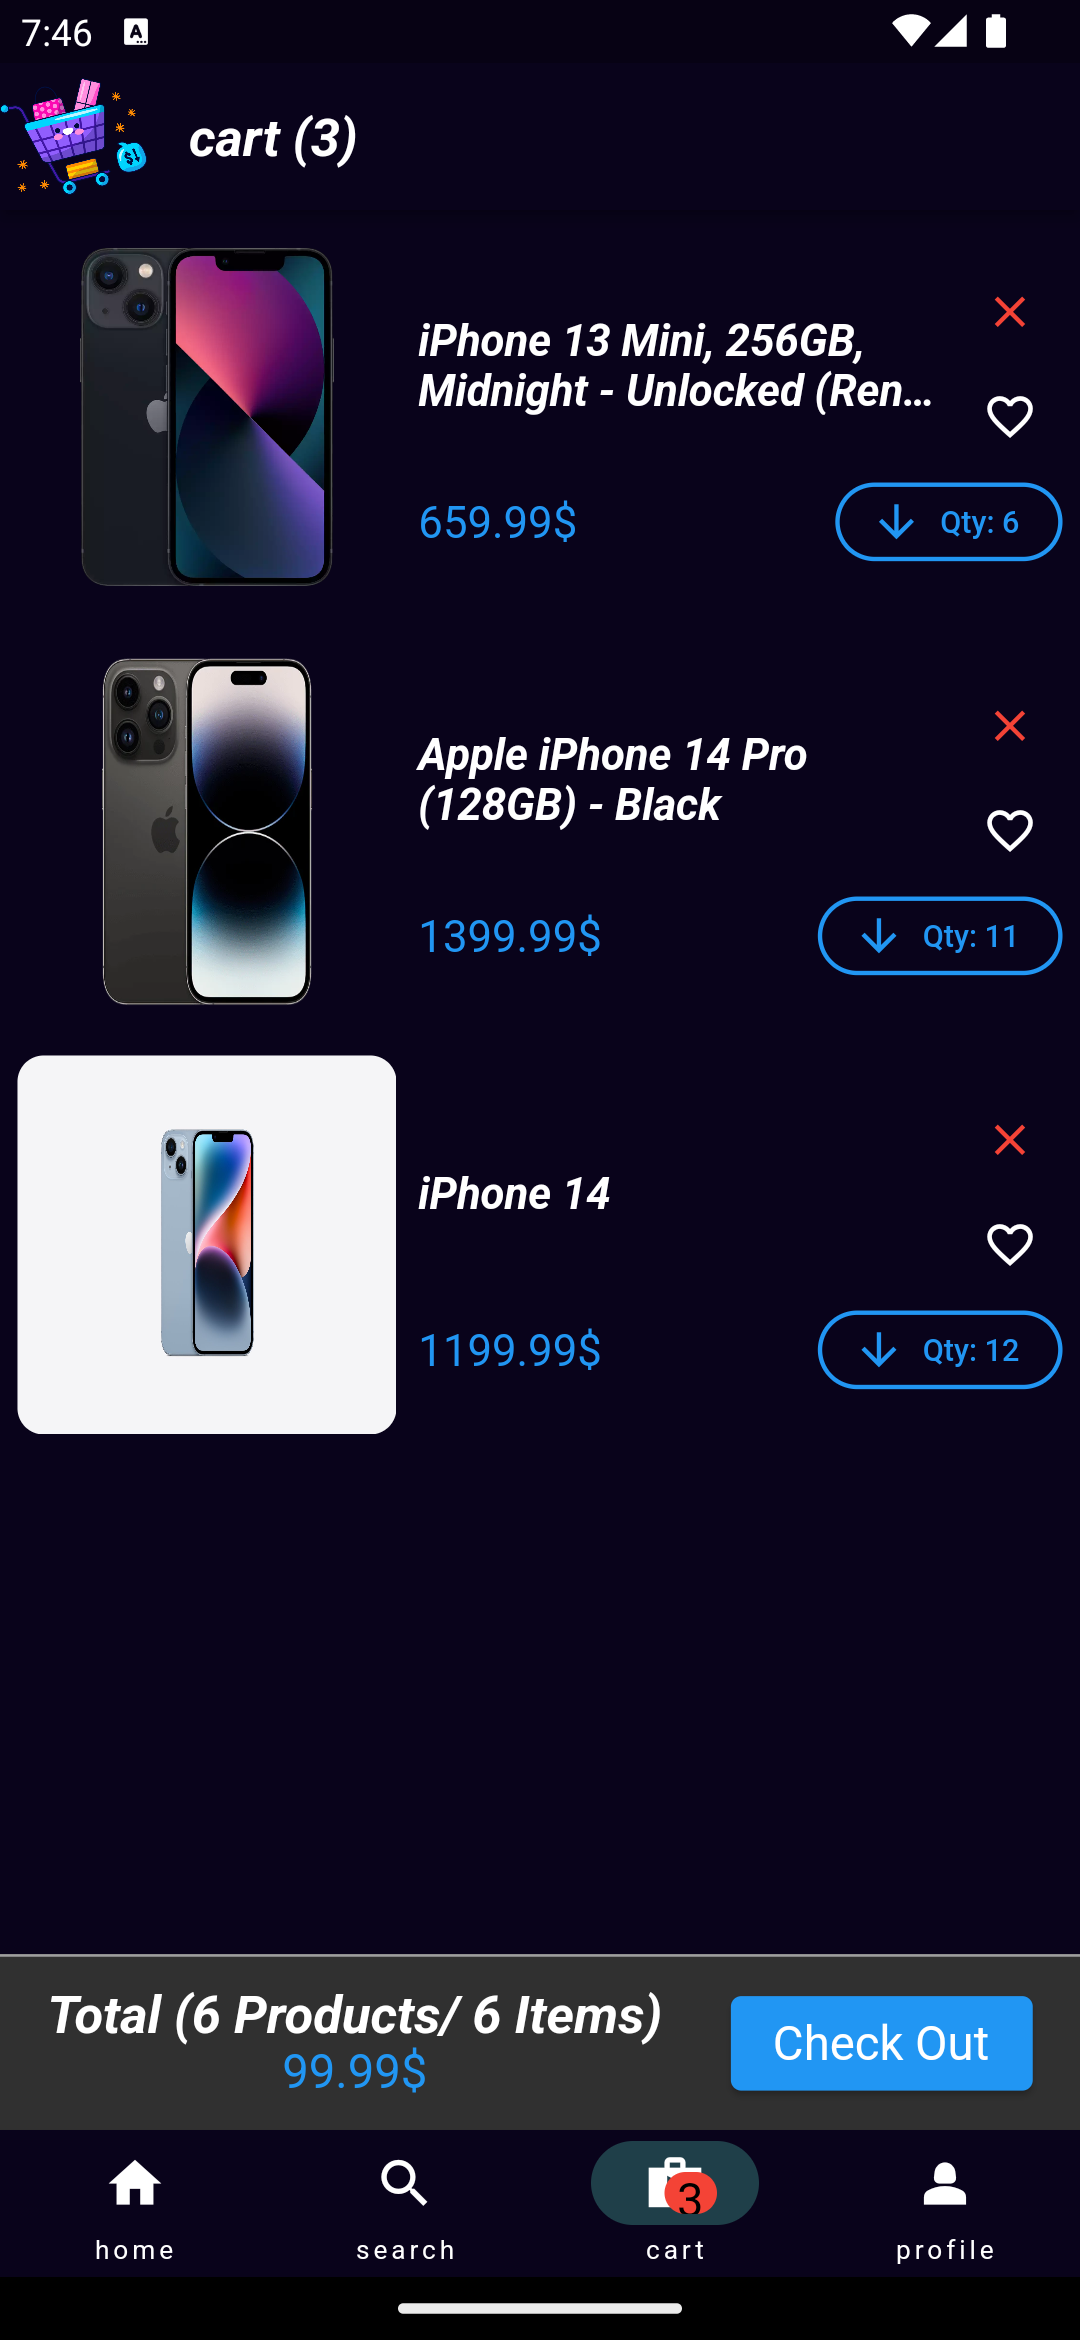 7:46
cart (3)
iPhone 13 Mini, 256GB,
Midnight - Unlocked (Ren...
659.99$
Qty: 6
Apple iPhone 14 Pro
(128GB) - Black
1399.99$
Qty: 11
iPhone 14
1199.99$
Qty: 12
Total (6 Products/ 6 Items)
99.99$
Check Out
3
home
search
cart
profile